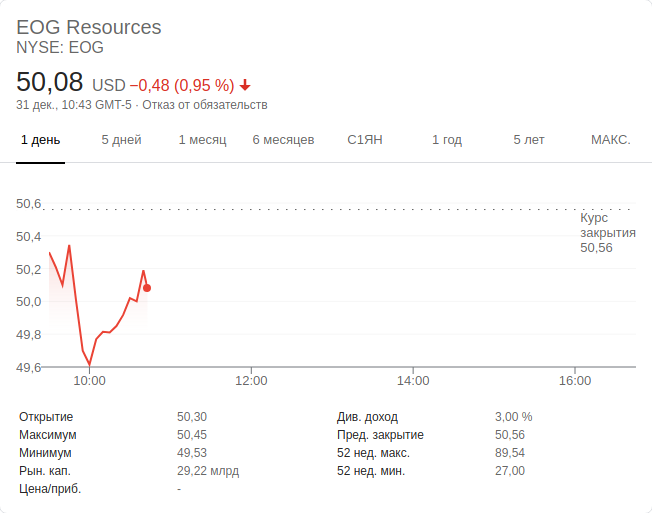 EOG Resources
NYSE: EOG
50,08 USD −0,48 (0,95 %)
31 дек., 10:43 GMT-5 · Отказ от обязательств
1 день 5 дней 1 месяц 6 месяцев С1ЯН 1 год 5 лет МАКС.
50,6
Курс
закрытия
50,56
50,4
50,2
50,0
49,8
49,6
10:00 12:00 14:00 16:00
Открытие 50,30 Див. доход 3,00 %
Максимум 50,45 Пред. закрытие 50,56
Минимум 49,53 52 нед. макс. 89,54
Рын. кап. 29,22 млрд 52 нед. мин. 27,00
Цена/приб. -